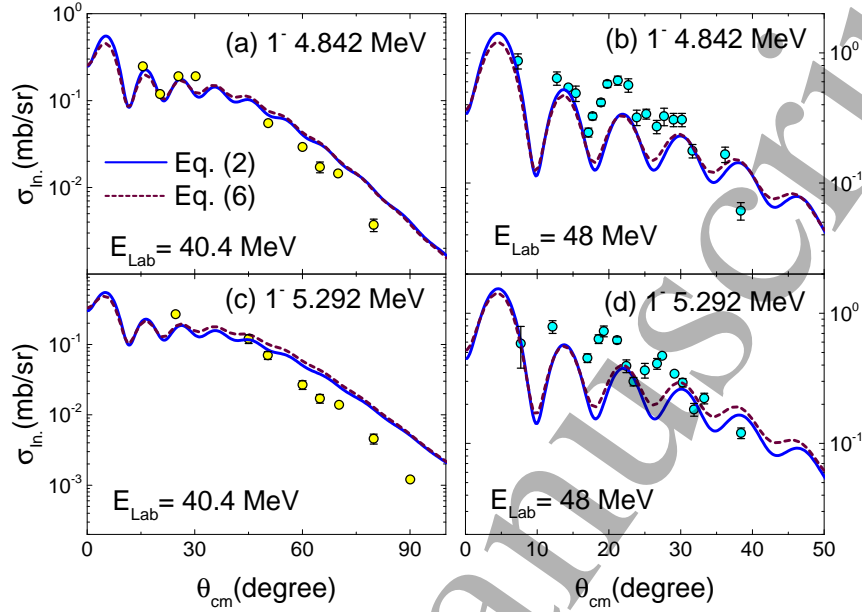 (a) 1⁻ 4.842 MeV
(b) 1⁻ 4.842 MeV
10⁰
10⁻¹
10⁻²
σ_In.(mb/sr)
Eq. (2)
Eq. (6)
E_Lab= 40.4 MeV
E_Lab= 48 MeV
10⁰
10⁻¹
(c) 1⁻ 5.292 MeV
(d) 1⁻ 5.292 MeV
10⁻¹
10⁻²
10⁻³
σ_In.(mb/sr)
E_Lab= 40.4 MeV
E_Lab= 48 MeV
10⁰
10⁻¹
0 30 60 90
0 10 20 30 40 50
θ_cm(degree)
θ_cm(degree)
anuscri